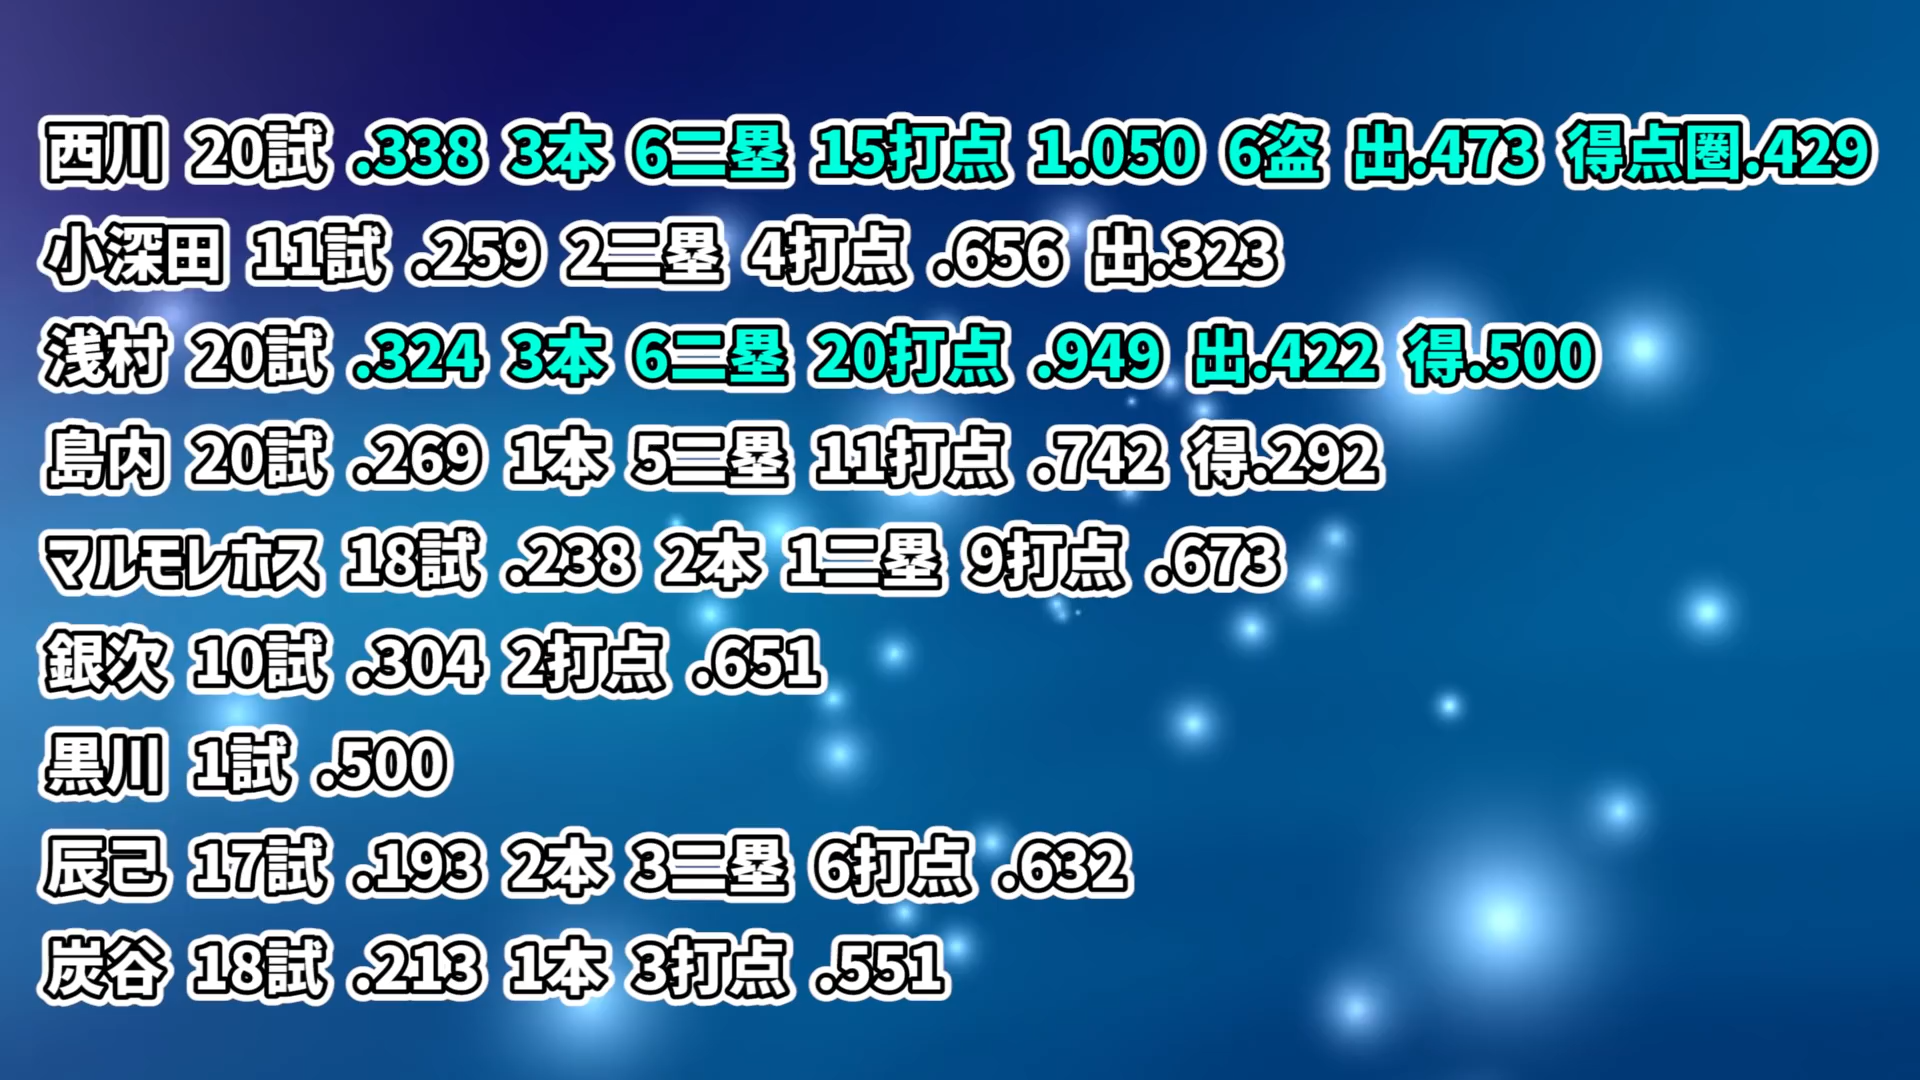 西川 20試 .338 3本 6二塁 15打点 1.050 6盗 出.473 得点圏.429
小深田 11試 .259 2二塁 4打点 .656 出.323
浅村 20試 .324 3本 6二塁 20打点 .949 出.422 得.500
島内 20試 .269 1本 5二塁 11打点 .742 得.292
マルモレホス 18試 .238 2本 1二塁 9打点 .673
銀次 10試 .304 2打点 .651
黒川 1試 .500
辰己 17試 .193 2本 3二塁 6打点 .632
炭谷 18試 .213 1本 3打点 .551